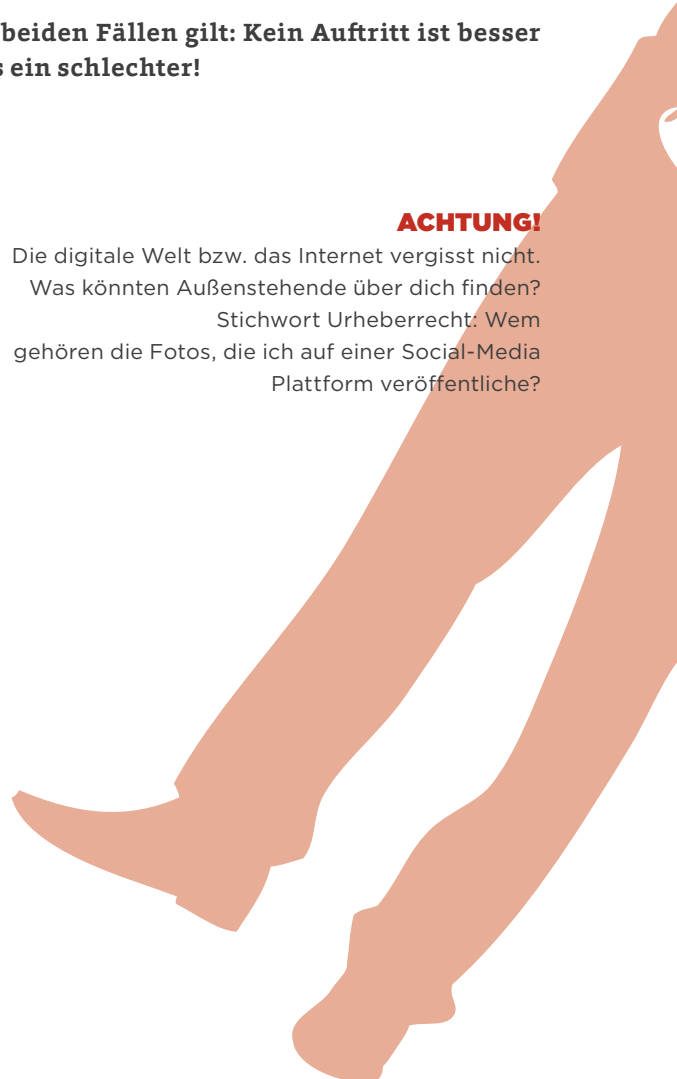 beiden Fällen gilt: Kein Auftritt ist besser
ein schlechter!
ACHTUNG!
Die digitale Welt bzw. das Internet vergisst nicht.
Was könnten Außenstehende über dich finden?
Stichwort Urheberrecht: Wem
gehören die Fotos, die ich auf einer Social-Media
Plattform veröffentliche?